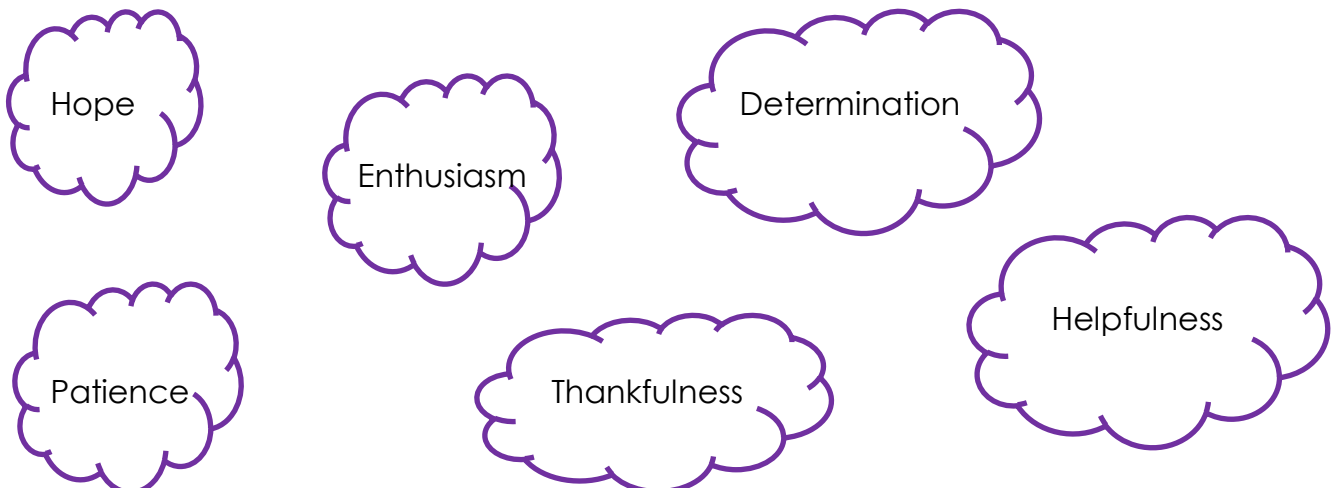 Hope
Determination
Enthusiasm
Helpfulness
Patience
Thankfulness